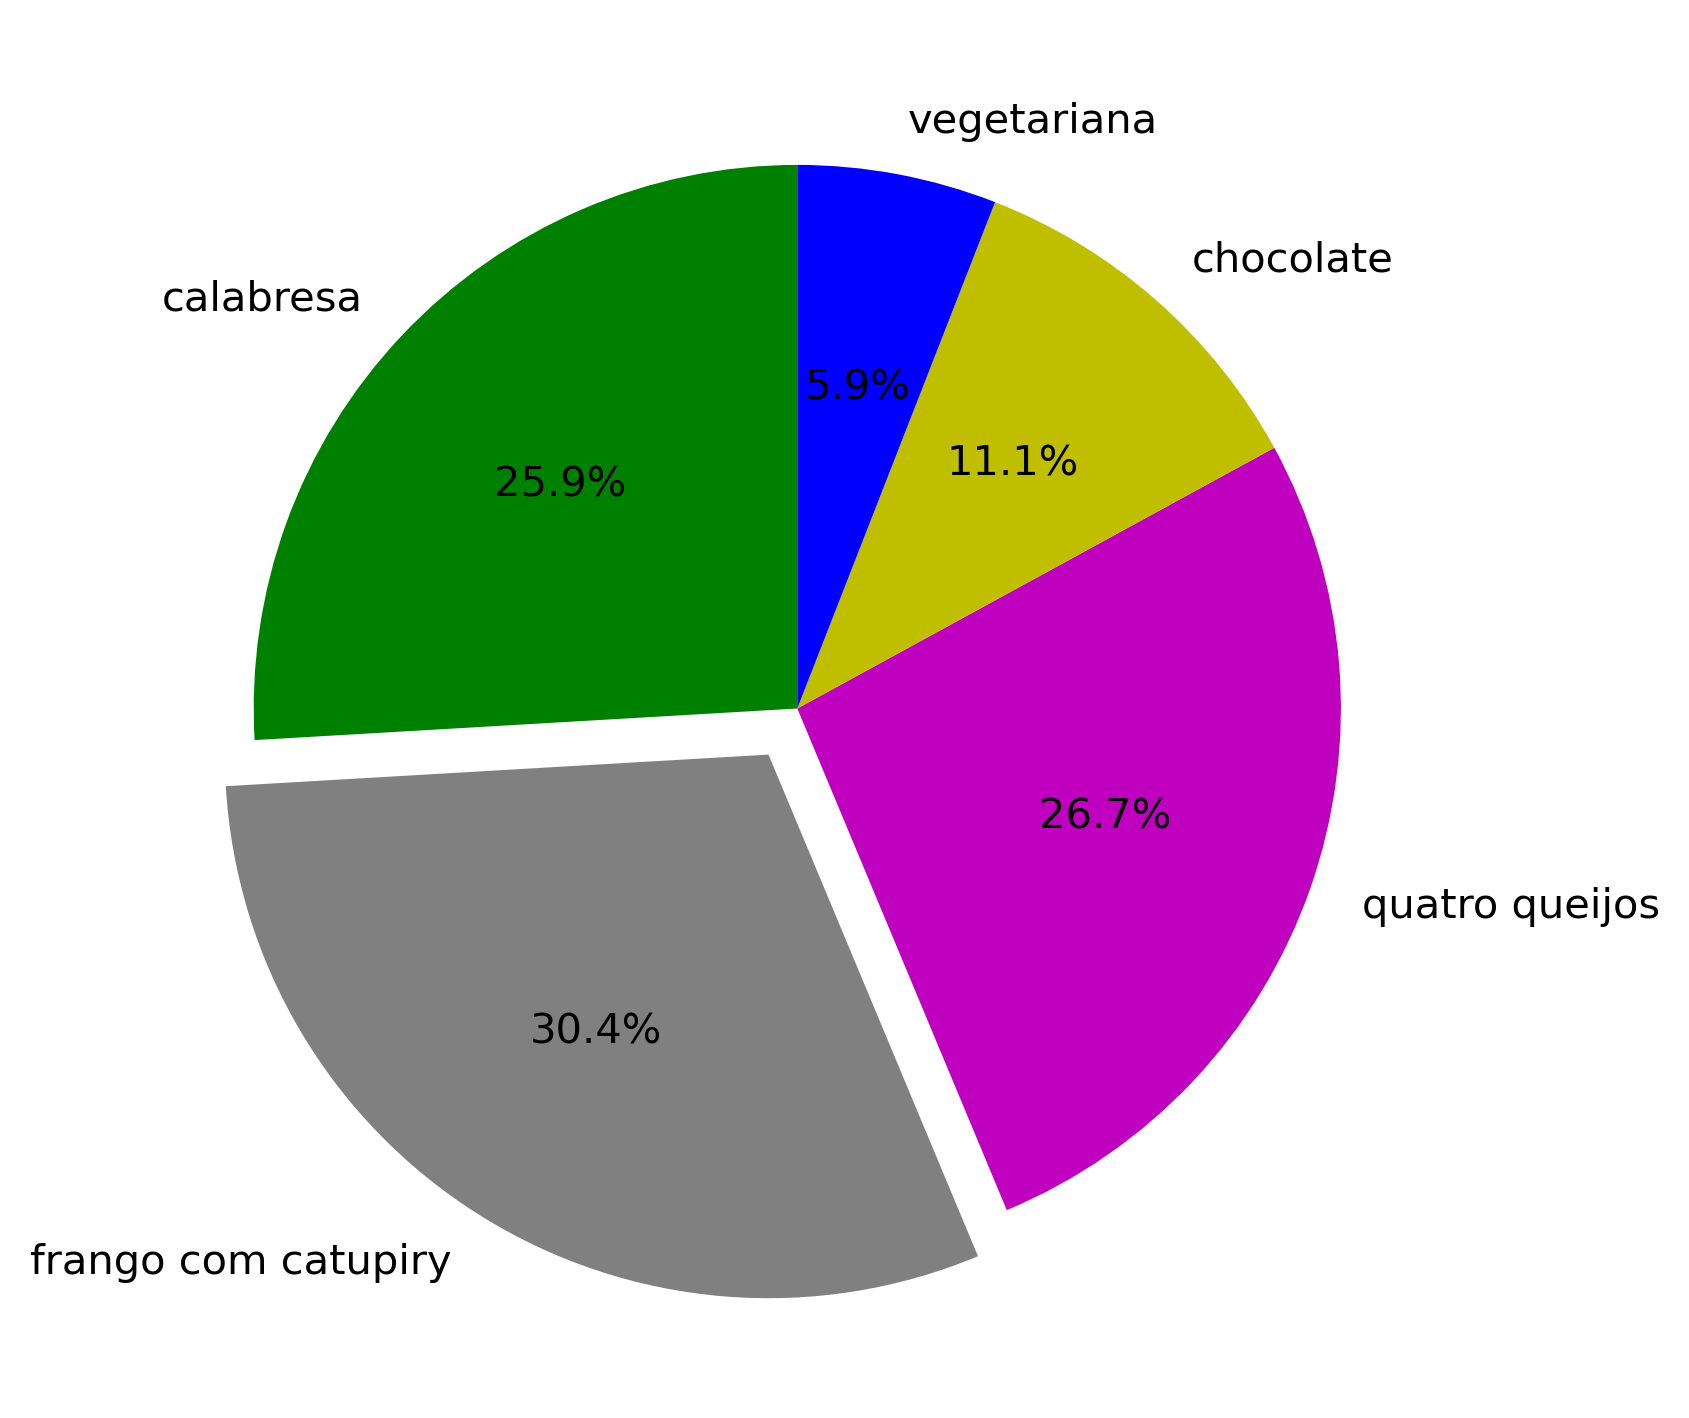 vegetariana
chocolate
calabresa
5.9%
11.1%
25.9%
26.7%
quatro queijos
30.4%
frango com catupiry